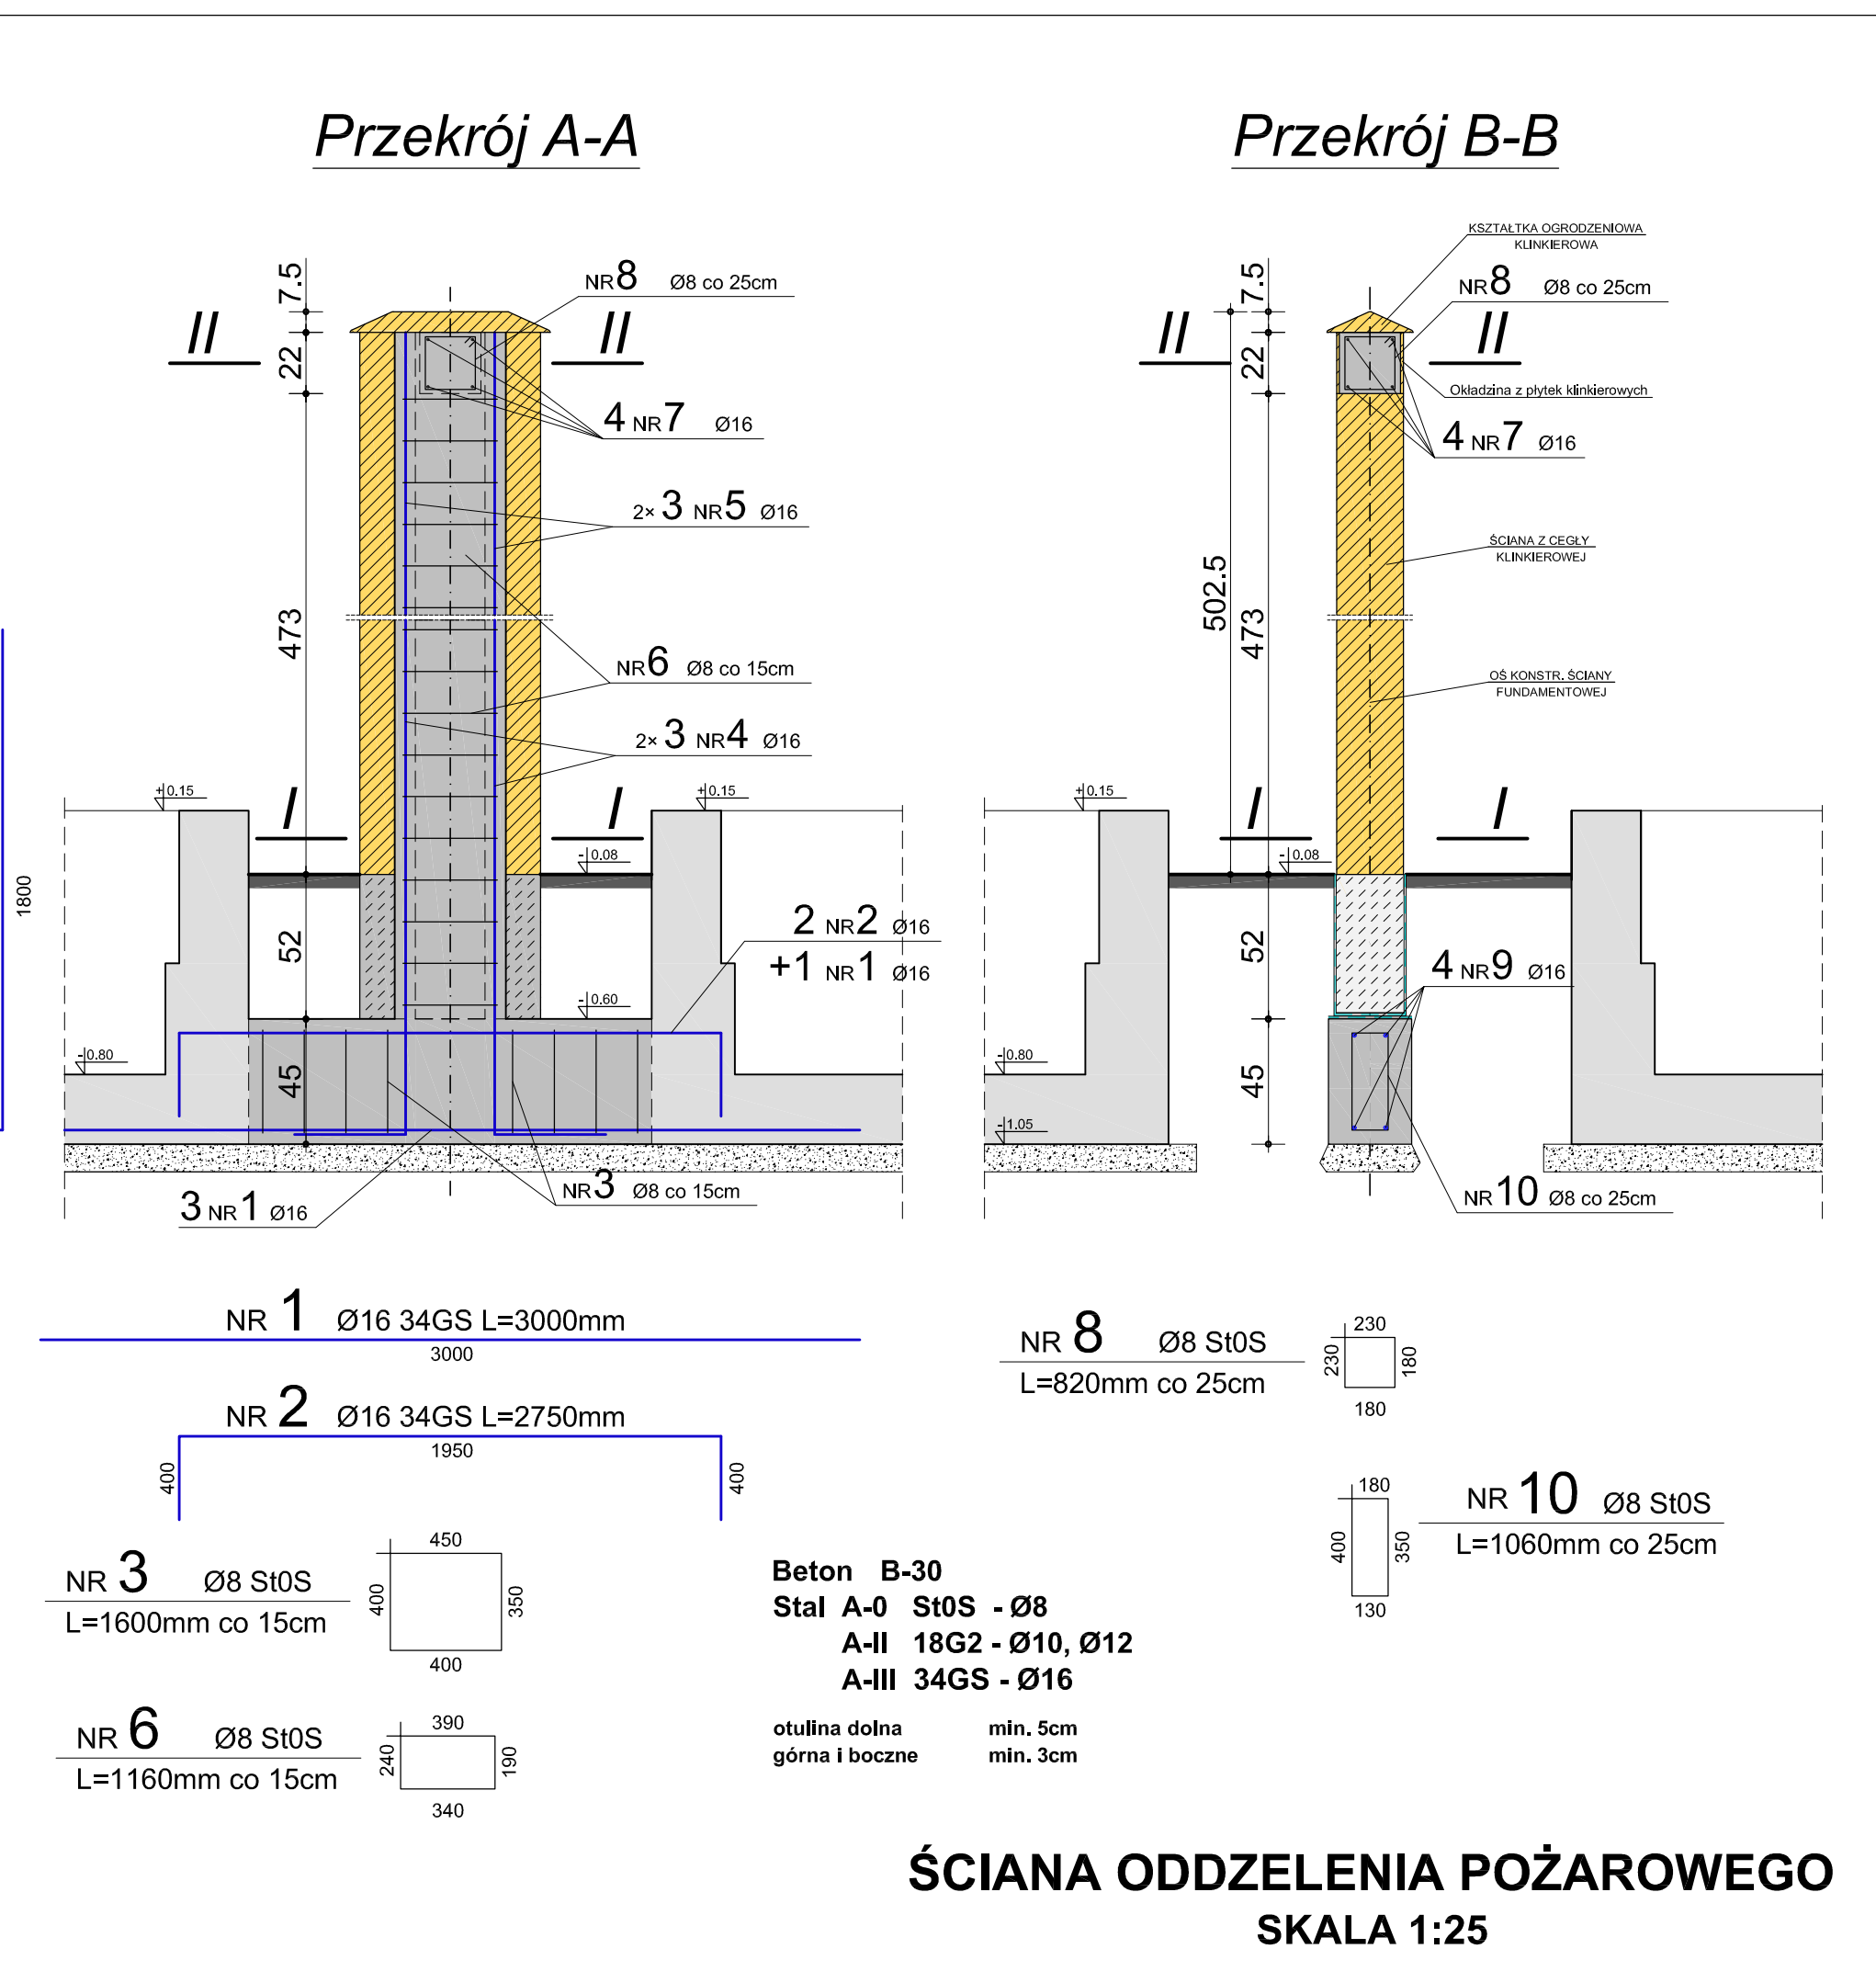 Przekrój A-A
7.5
22
473
52
45
II
II
NR8 Ø8 co 25cm
4 NR7 Ø16
2× 3 NR5 Ø16
NR6 Ø8 co 15cm
2× 3 NR4 Ø16
+0.15
+0.15
I
I
-0.08
2 NR2 Ø16
+1 NR1 Ø16
-0.60
-0.80
3 NR1 Ø16
NR3 Ø8 co 15cm
1800
Przekrój B-B
KSZTAŁTKA OGRODZENIOWA
KLINKIEROWA
NR8 Ø8 co 25cm
7.5
22
II
II
Okładzina z płytek klinkierowych
4 NR7 Ø16
ŚCIANA Z CEGŁY
KLINKIEROWEJ
502.5
473
OŚ KONSTR. ŚCIANY
FUNDAMENTOWEJ
+0.15
I
I
-0.08
52
4 NR9 Ø16
-0.80
45
-1.05
NR10 Ø8 co 25cm
NR 1 Ø16 34GS L=3000mm
3000
NR 2 Ø16 34GS L=2750mm
1950
400
400
NR 3 Ø8 St0S
L=1600mm co 15cm
450
400
350
400
NR 6 Ø8 St0S
L=1160mm co 15cm
390
240
190
340
NR 8 Ø8 St0S
L=820mm co 25cm
230
230
180
180
NR 10 Ø8 St0S
L=1060mm co 25cm
180
400
350
130
Beton B-30
Stal A-0 St0S - Ø8
A-II 18G2 - Ø10, Ø12
A-III 34GS - Ø16
otulina dolna min. 5cm
górna i boczne min. 3cm
ŚCIANA ODDZELENIA POŻAROWEGO
SKALA 1:25